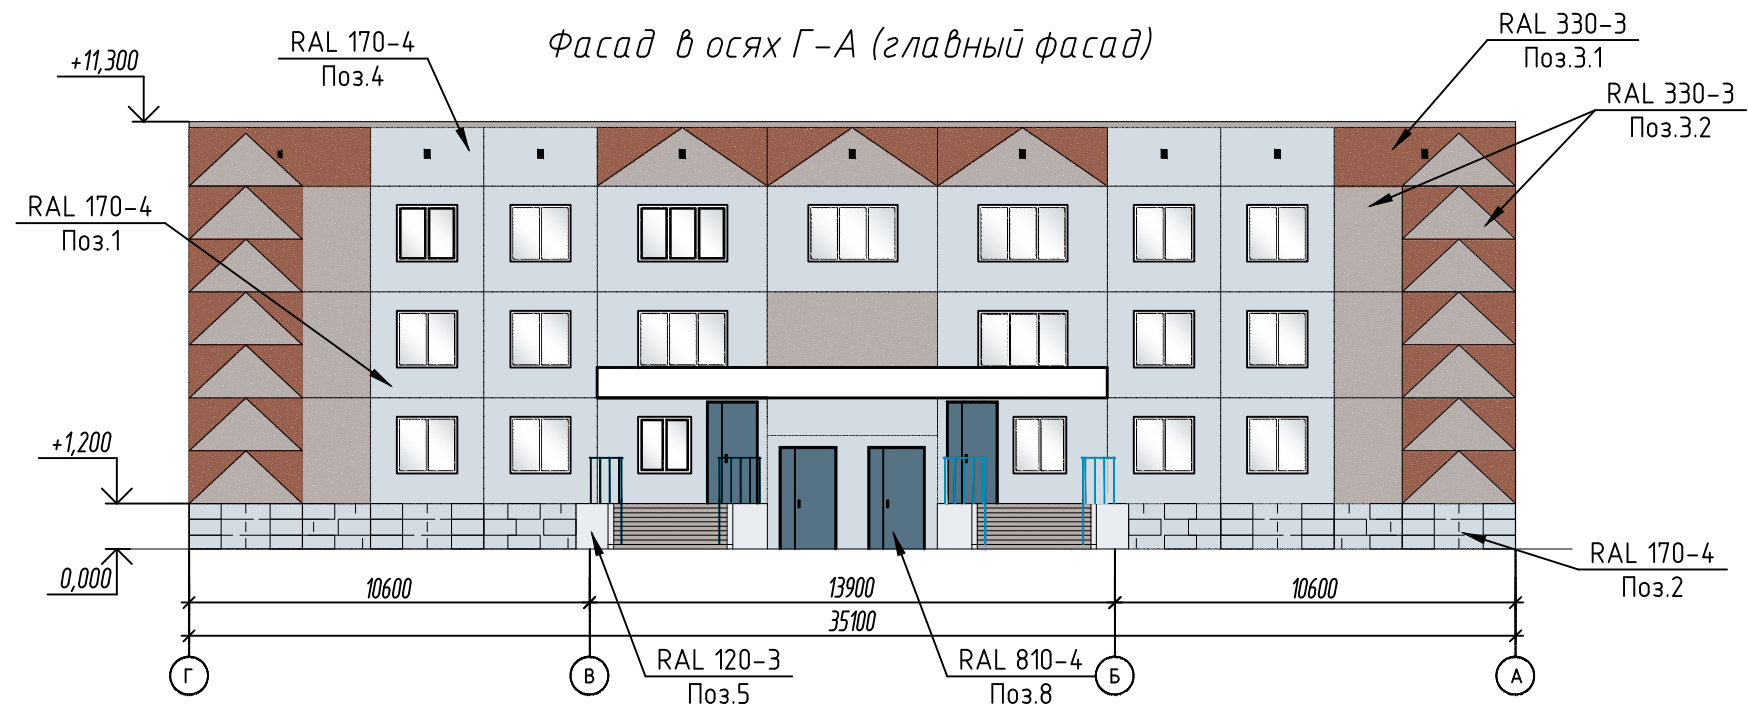 Фасад в осях Г-А (главный фасад)
RAL 170-4
Поз.4
RAL 330-3
Поз.3.1
+11,300
RAL 330-3
Поз.3.2
RAL 170-4
Поз.1
+1,200
0,000
RAL 170-4
Поз.2
10600
13900
10600
35100
RAL 120-3
Поз.5
RAL 810-4
Поз.8
Г
В
Б
А